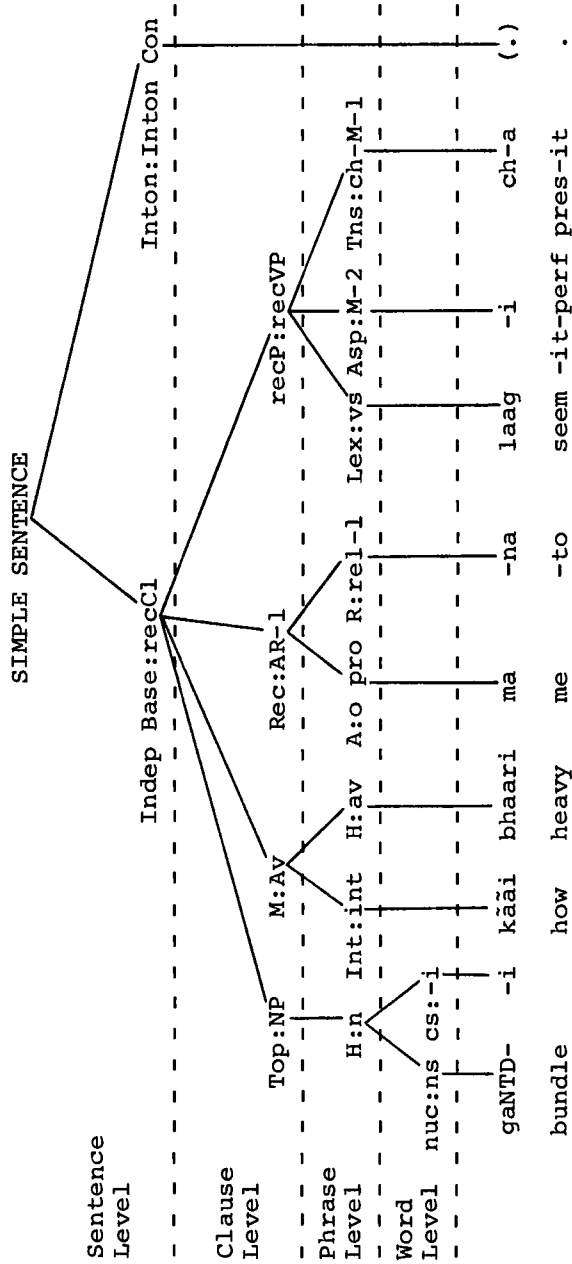 SIMPLE SENTENCE
Sentence Level
Indep Base:recCl Inton:Inton Con
Clause Level
Top:NP M:Av Rec:AR-1 recP:recVP
Phrase Level
H:n Int:int H:av A:o pro R:rel-1 Lex:vs Asp:M-2 Tns:ch-M-1
Word Level
nuc:ns cs:-i
gaNTD- -i kããi bhaari ma -na laag -i ch-a (.)
bundle how heavy me -to seem -it-perf pres-it .